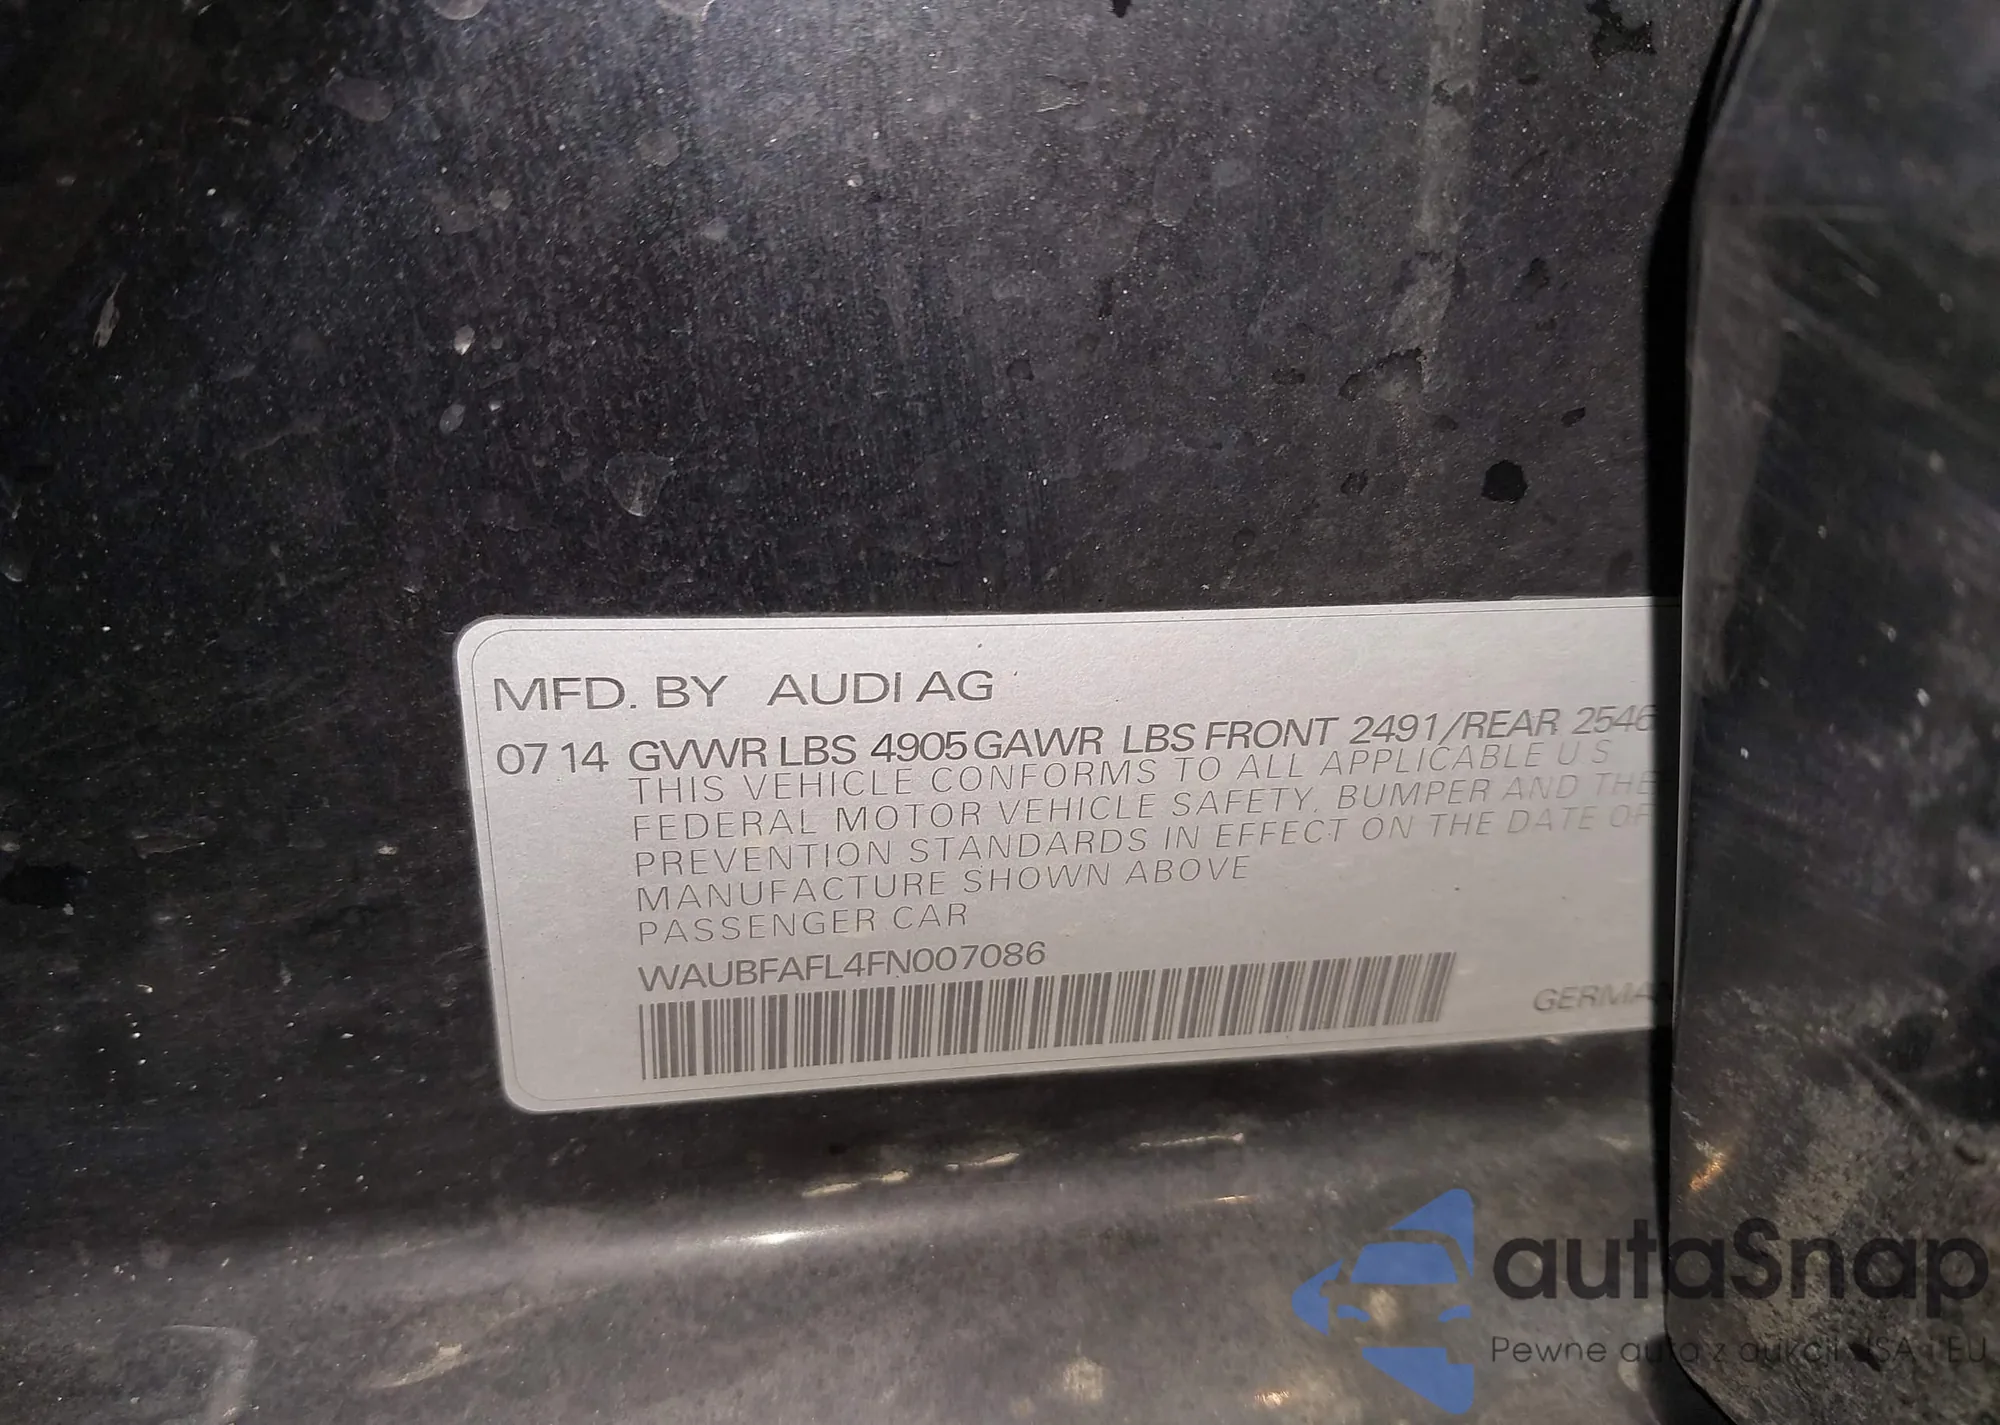 MFD. BY AUDI AG
07 14 GVWR LBS 4905 GAWR LBS FRONT 2491/REAR 2546
THIS VEHICLE CONFORMS TO ALL APPLICABLE U S
FEDERAL MOTOR VEHICLE SAFETY, BUMPER AND THE
PREVENTION STANDARDS IN EFFECT ON THE DATE OF
MANUFACTURE SHOWN ABOVE
PASSENGER CAR
WAUBFAFL4FN007086
GERMA
autaSnap
Pewne auta z aukcji USA i EU